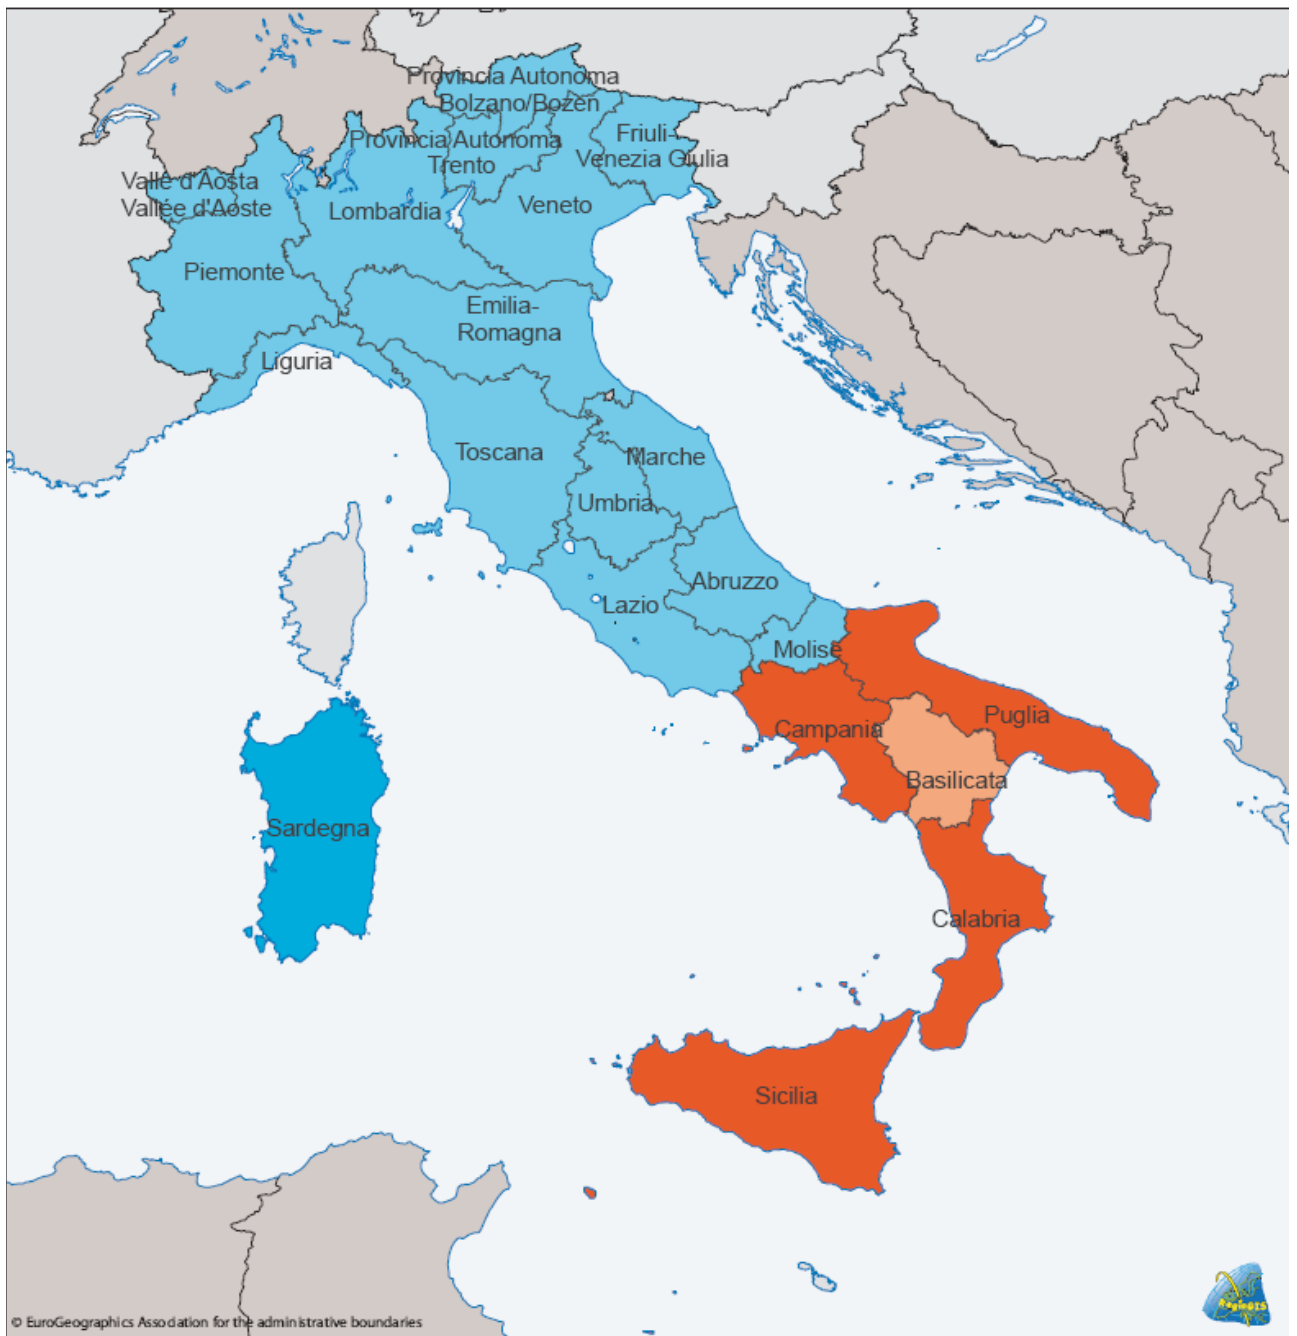 Provincia Autonoma
Bolzano/Bozen
Provincia Autonoma
Trento
Friuli-
Venezia Giulia
Valle d'Aosta
Vallée d'Aoste
Lombardia
Veneto
Piemonte
Emilia-
Romagna
Liguria
Toscana
Marche
Umbria
Abruzzo
Lazio
Molise
Campania
Puglia
Basilicata
Sardegna
Calabria
Sicilia
RegioGIS
© EuroGeographics Association for the administrative boundaries